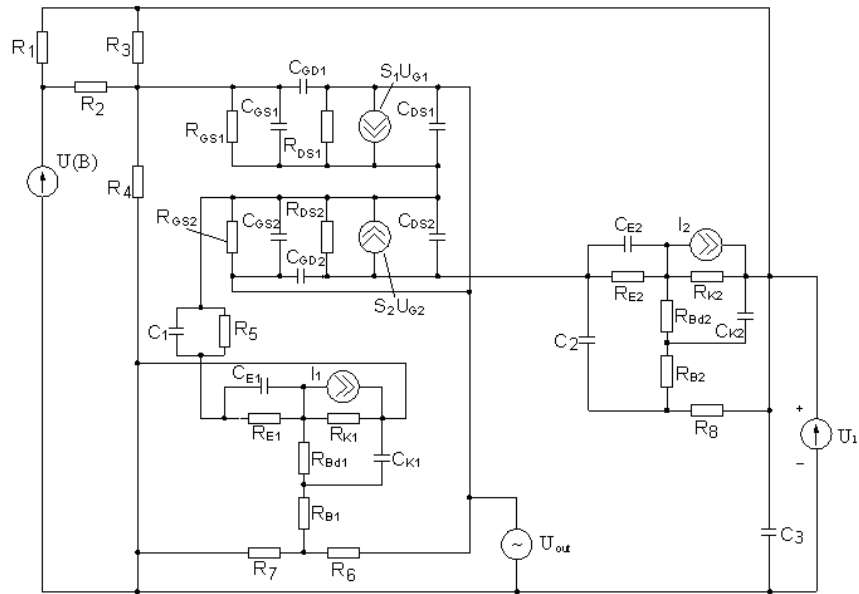 R1
R3
R2
U(B)
R4
CGD1
S1UG1
CGS1
RGS1
RDS1
CDS1
RGS2
CGS2
RDS2
CGD2
CDS2
S2UG2
C1
R5
CE1
I1
RE1
RK1
RBd1
CK1
RB1
R7
R6
Uout
~
CE2
I2
RE2
RK2
RBd2
CK2
C2
RB2
R8
+
U1
−
C3